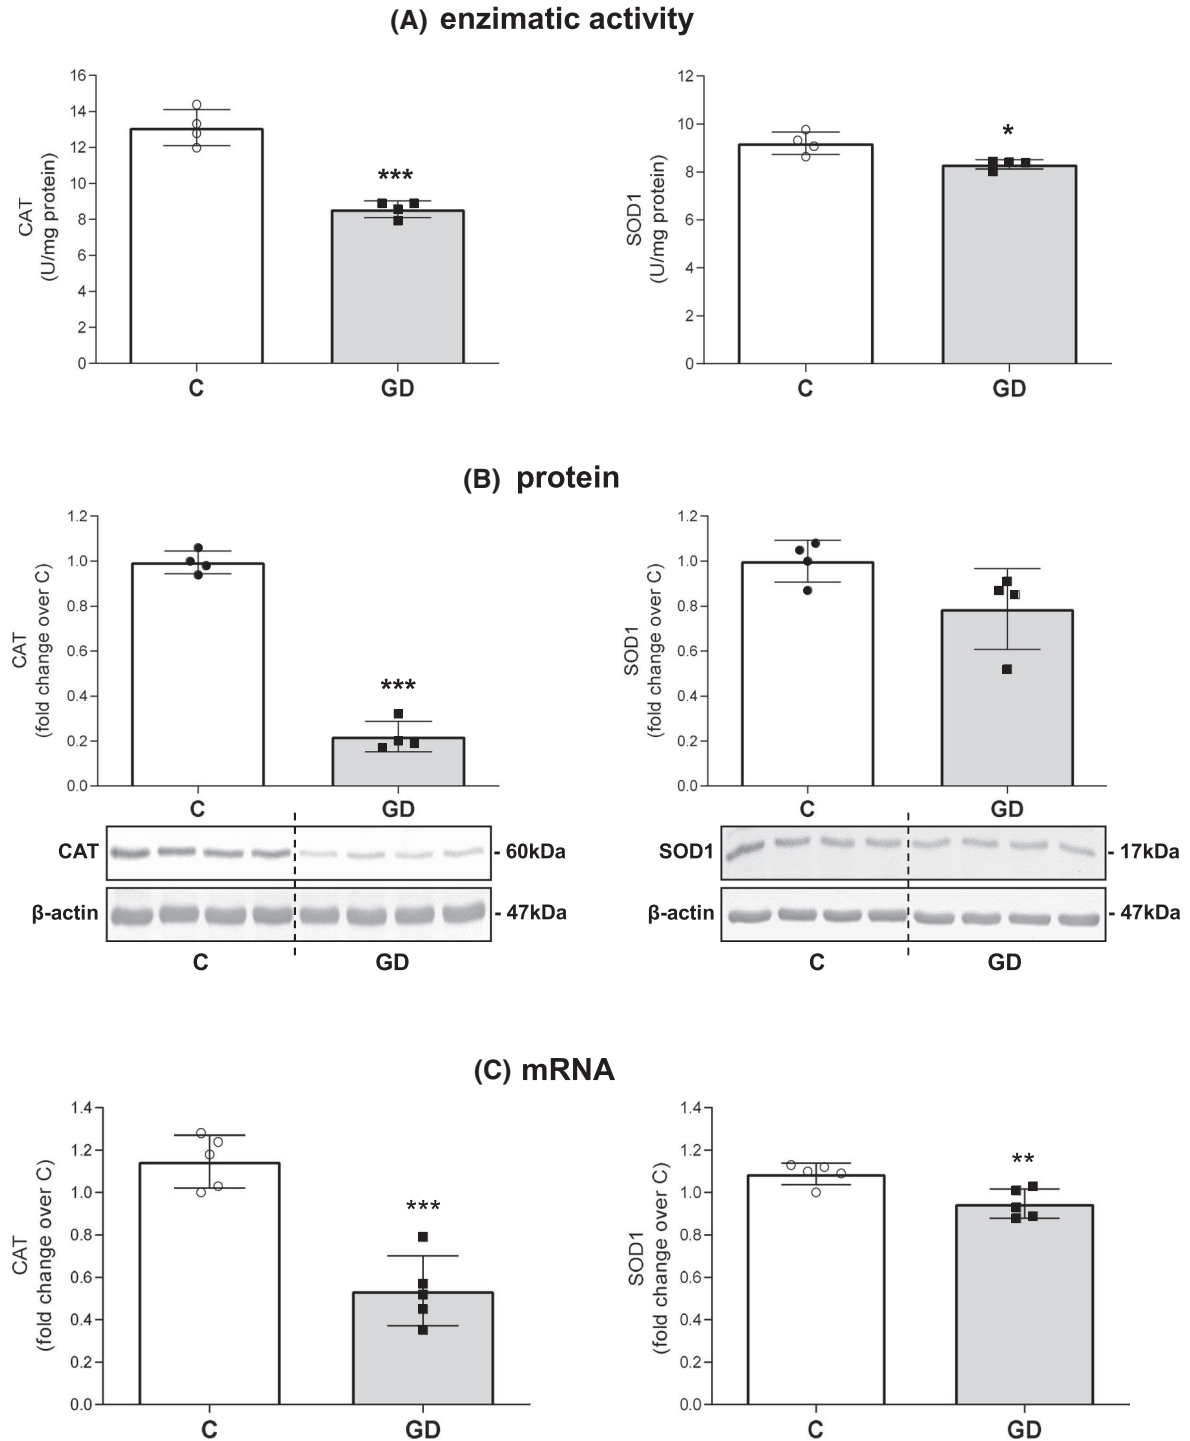 (A) enzimatic activity
CAT
(U/mg protein)
16
14
12
10
8
6
4
2
0
***
C
GD
SOD1
(U/mg protein)
12
10
8
6
4
2
0
*
C
GD
(B) protein
CAT
(fold change over C)
1.2
1.0
0.8
0.6
0.4
0.2
0.0
***
C
GD
SOD1
(fold change over C)
1.2
1.0
0.8
0.6
0.4
0.2
0.0
C
GD
CAT
- 60kDa
β-actin
- 47kDa
C
GD
SOD1
- 17kDa
β-actin
- 47kDa
C
GD
(C) mRNA
CAT
(fold change over C)
1.4
1.2
1.0
0.8
0.6
0.4
0.2
0.0
***
C
GD
SOD1
(fold change over C)
1.4
1.2
1.0
0.8
0.6
0.4
0.2
0.0
**
C
GD